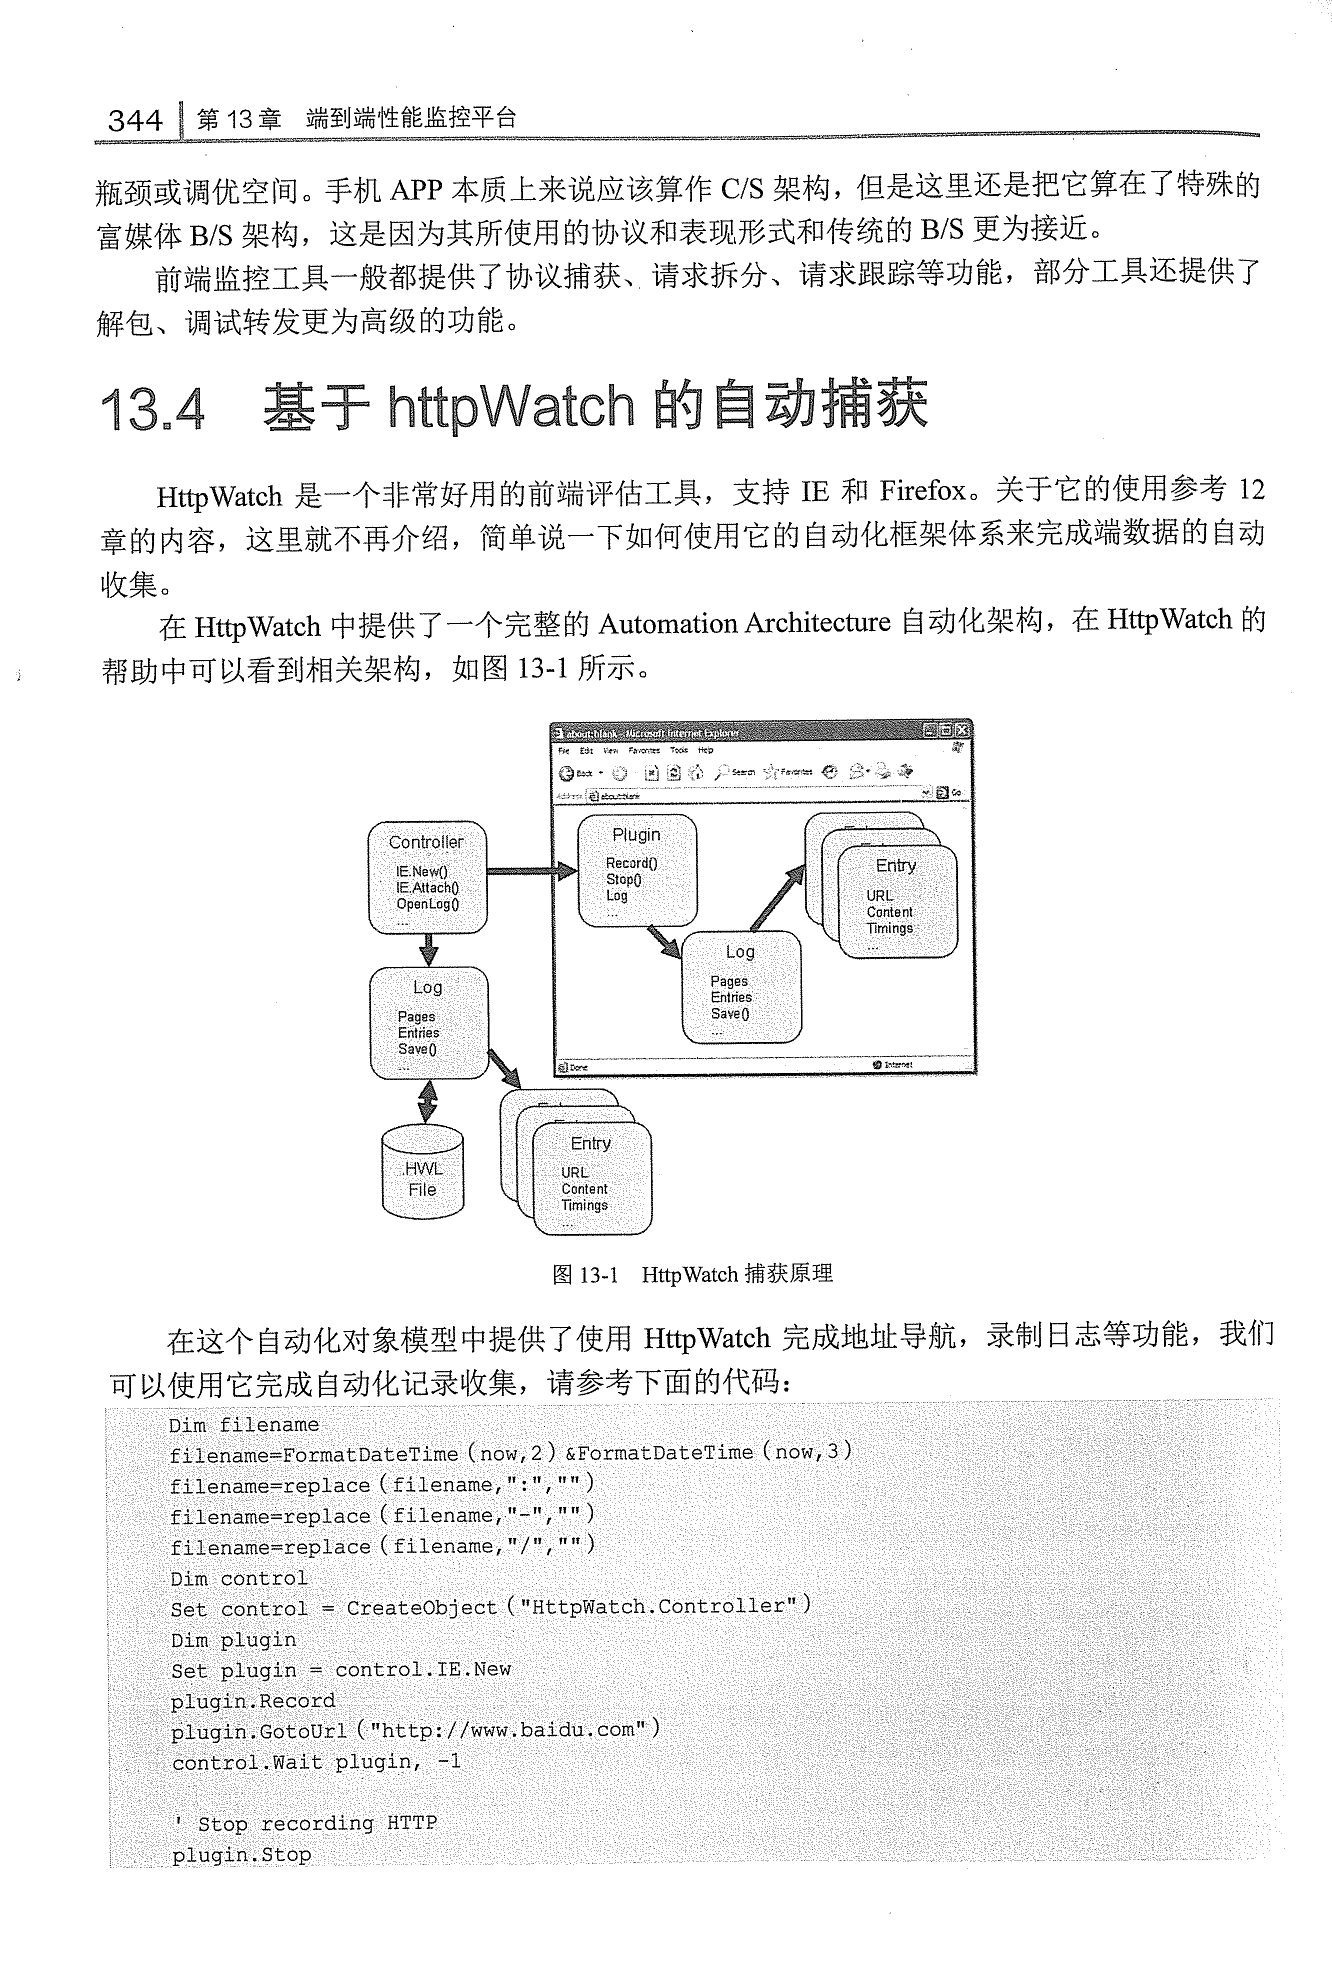 344 第 13 章 端到端性能监控平台
瓶颈或调优空间。手机 APP 本质上来说应该算作 C/S 架构，但是这里还是把它算在了特殊的
富媒体 B/S 架构，这是因为其所使用的协议和表现形式和传统的 B/S 更为接近。
前端监控工具一般都提供了协议捕获、请求拆分、请求跟踪等功能，部分工具还提供了
解包、调试转发更为高级的功能。
13.4 基于 httpWatch 的自动捕获
HttpWatch 是一个非常好用的前端评估工具，支持 IE 和 Firefox。关于它的使用参考 12
章的内容，这里就不再介绍，简单说一下如何使用它的自动化框架体系来完成端数据的自动
收集。
在 HttpWatch 中提供了一个完整的 Automation Architecture 自动化架构，在 HttpWatch 的
帮助中可以看到相关架构，如图 13-1 所示。
about:blank - Microsoft Internet Explorer
File Edit View Favorites Tools Help
Back Search Favorites
Address about:blank Go
Controller
IE.New()
IE.Attach()
OpenLog()
...
Plugin
Record()
Stop()
Log
...
Log
Pages
Entries
Save()
...
Entry
URL
Content
Timings
...
Done Internet
Log
Pages
Entries
Save()
...
.HWL
File
Entry
URL
Content
Timings
...
图 13-1 HttpWatch 捕获原理
在这个自动化对象模型中提供了使用 HttpWatch 完成地址导航，录制日志等功能，我们
可以使用它完成自动化记录收集，请参考下面的代码：
Dim filename
filename=FormatDateTime(now,2)&FormatDateTime(now,3)
filename=replace(filename,":","")
filename=replace(filename,"-","")
filename=replace(filename,"/","")
Dim control
Set control = CreateObject("HttpWatch.Controller")
Dim plugin
Set plugin = control.IE.New
plugin.Record
plugin.GotoUrl("http://www.baidu.com")
control.Wait plugin, -1
' Stop recording HTTP
plugin.Stop